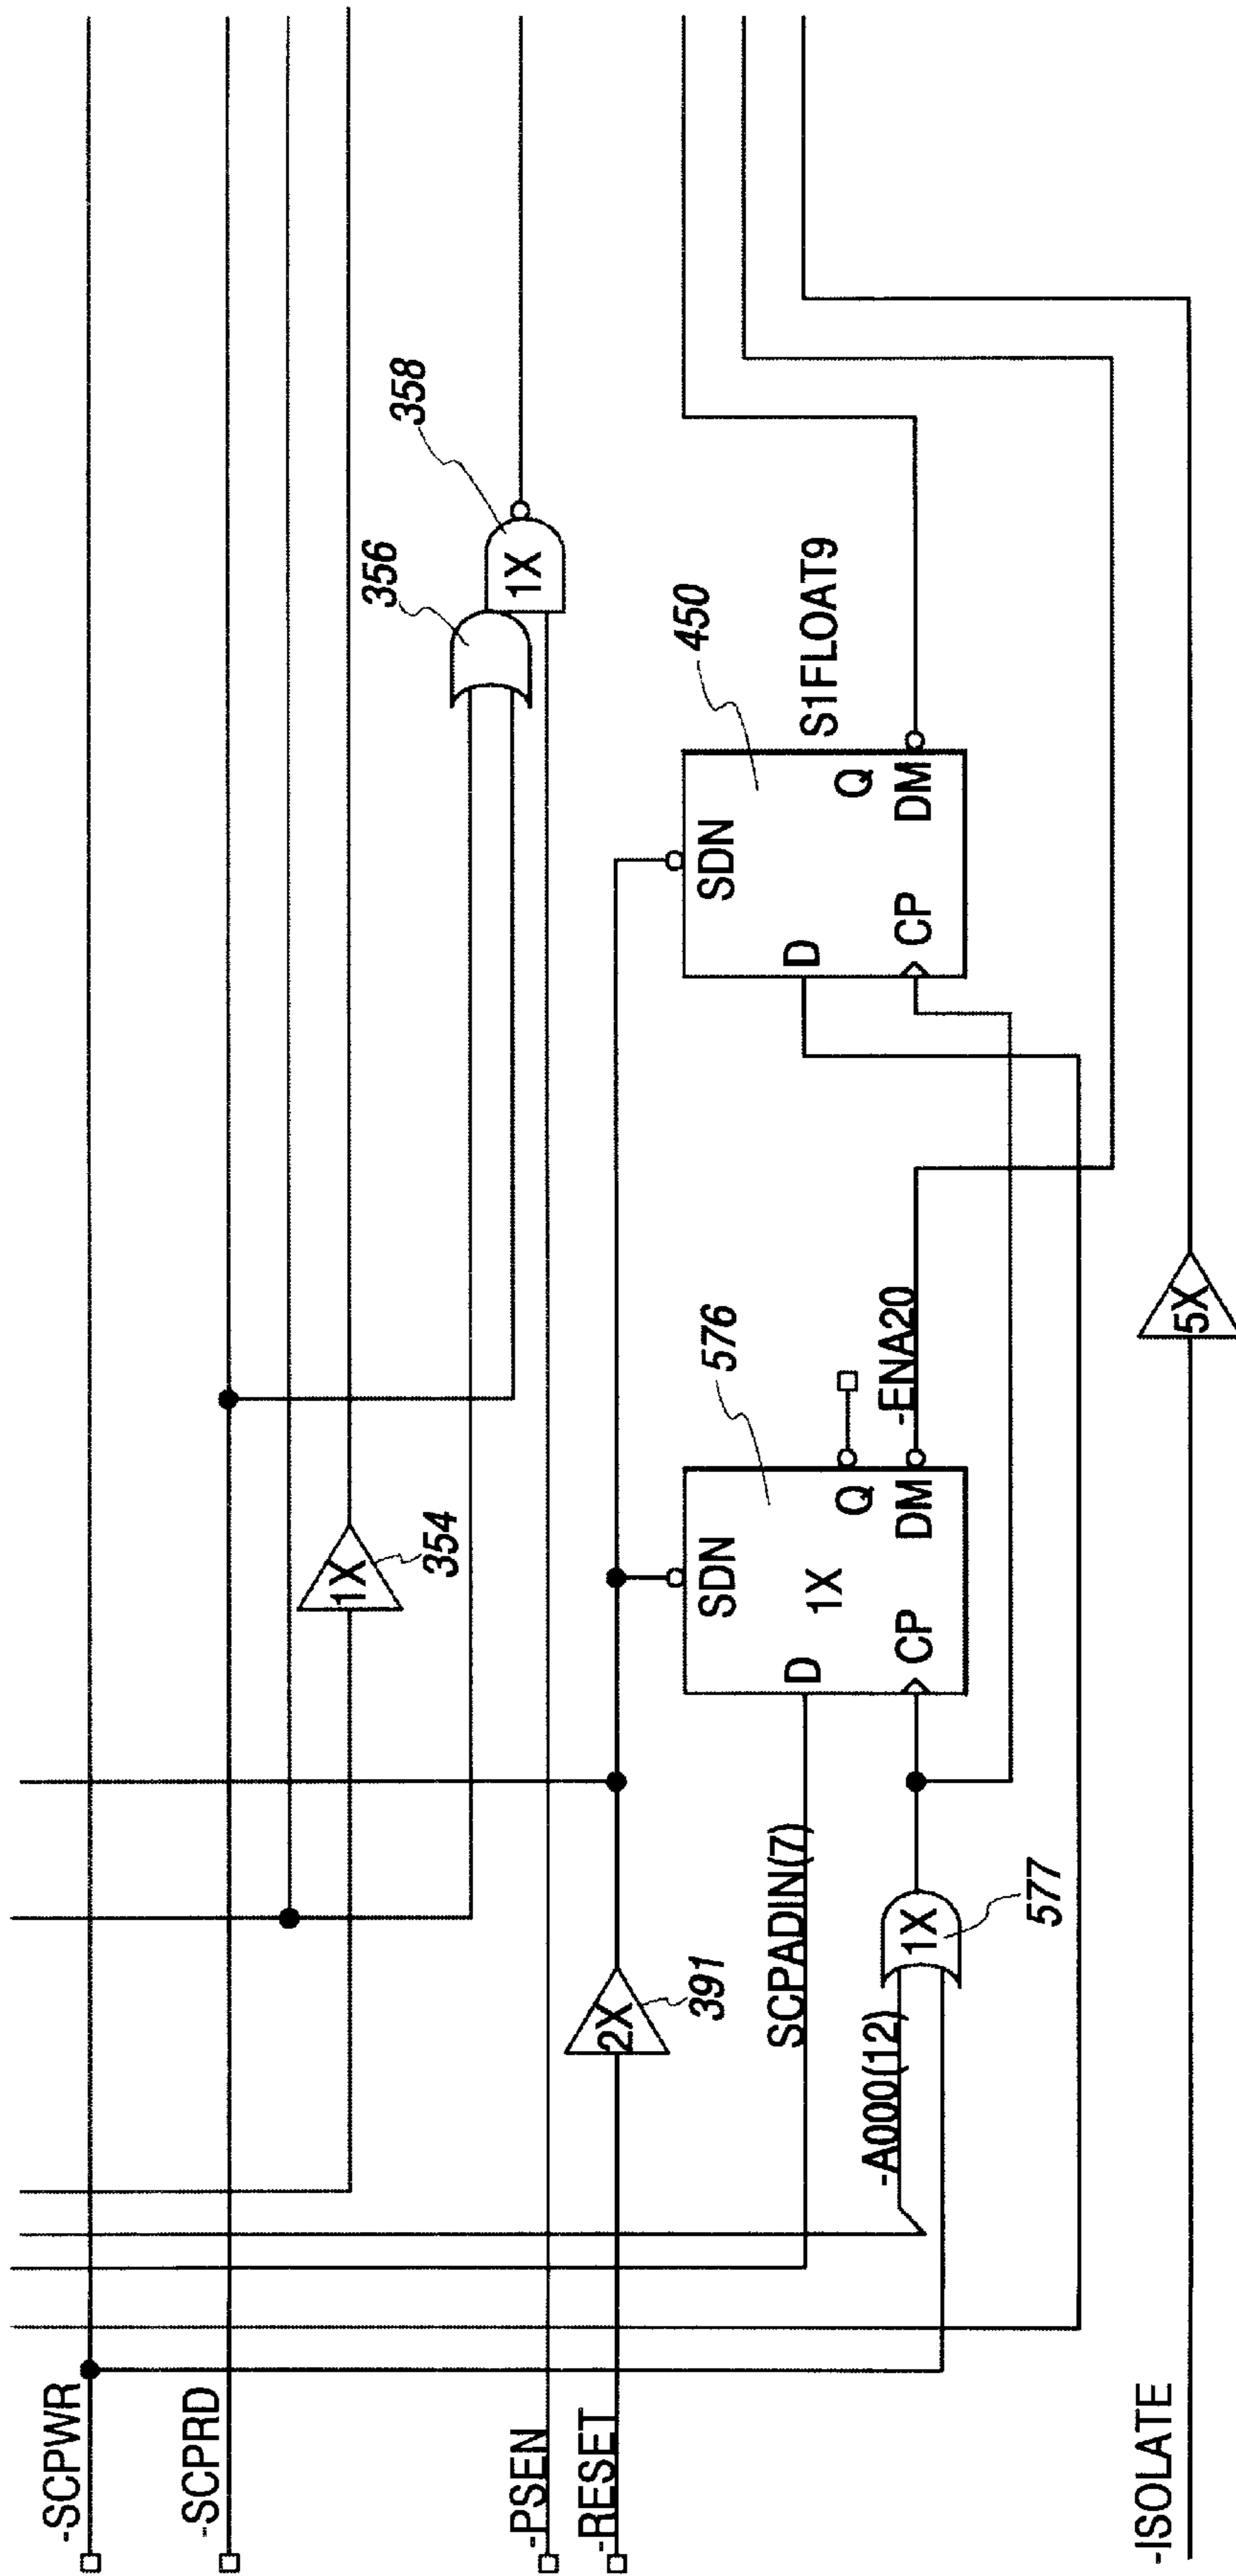 -SCPWR
-SCPRD
-PSEN
-RESET
-ISOLATE
1X
354
356
1X
358
2X
391
SCPADIN(7)
-A000(12)
1X
577
SDN
D
1X
Q
CP
DM
576
-ENA20
SDN
D
Q
CP
DM
450
S1FLOAT9
5X